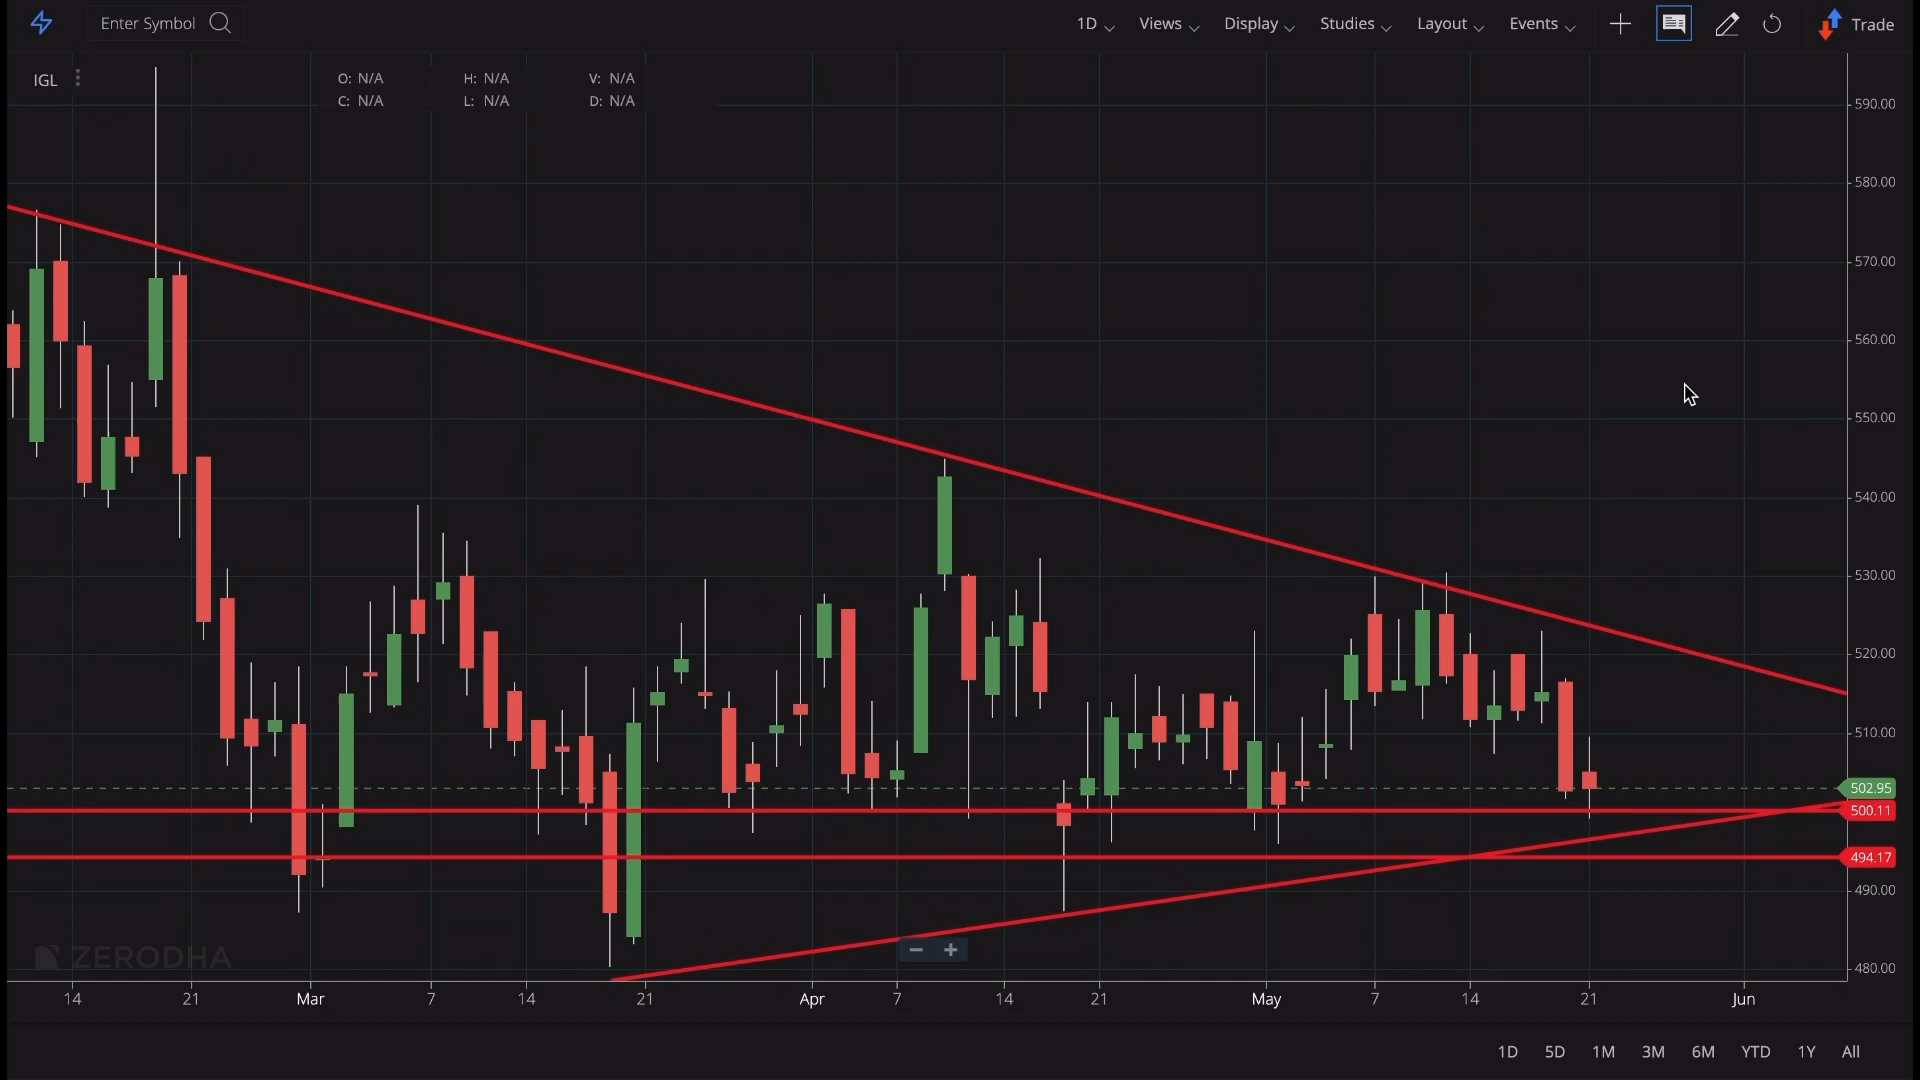 Enter Symbol 1D Views Display Studies Layout Events Trade
IGL O: N/A H: N/A V: N/A
C: N/A L: N/A D: N/A
590.00
580.00
570.00
560.00
550.00
540.00
530.00
520.00
510.00
502.95
500.11
494.17
490.00
480.00
ZERODHA
− +
14 21 Mar 7 14 21 Apr 7 14 21 May 7 14 21 Jun
1D 5D 1M 3M 6M YTD 1Y All